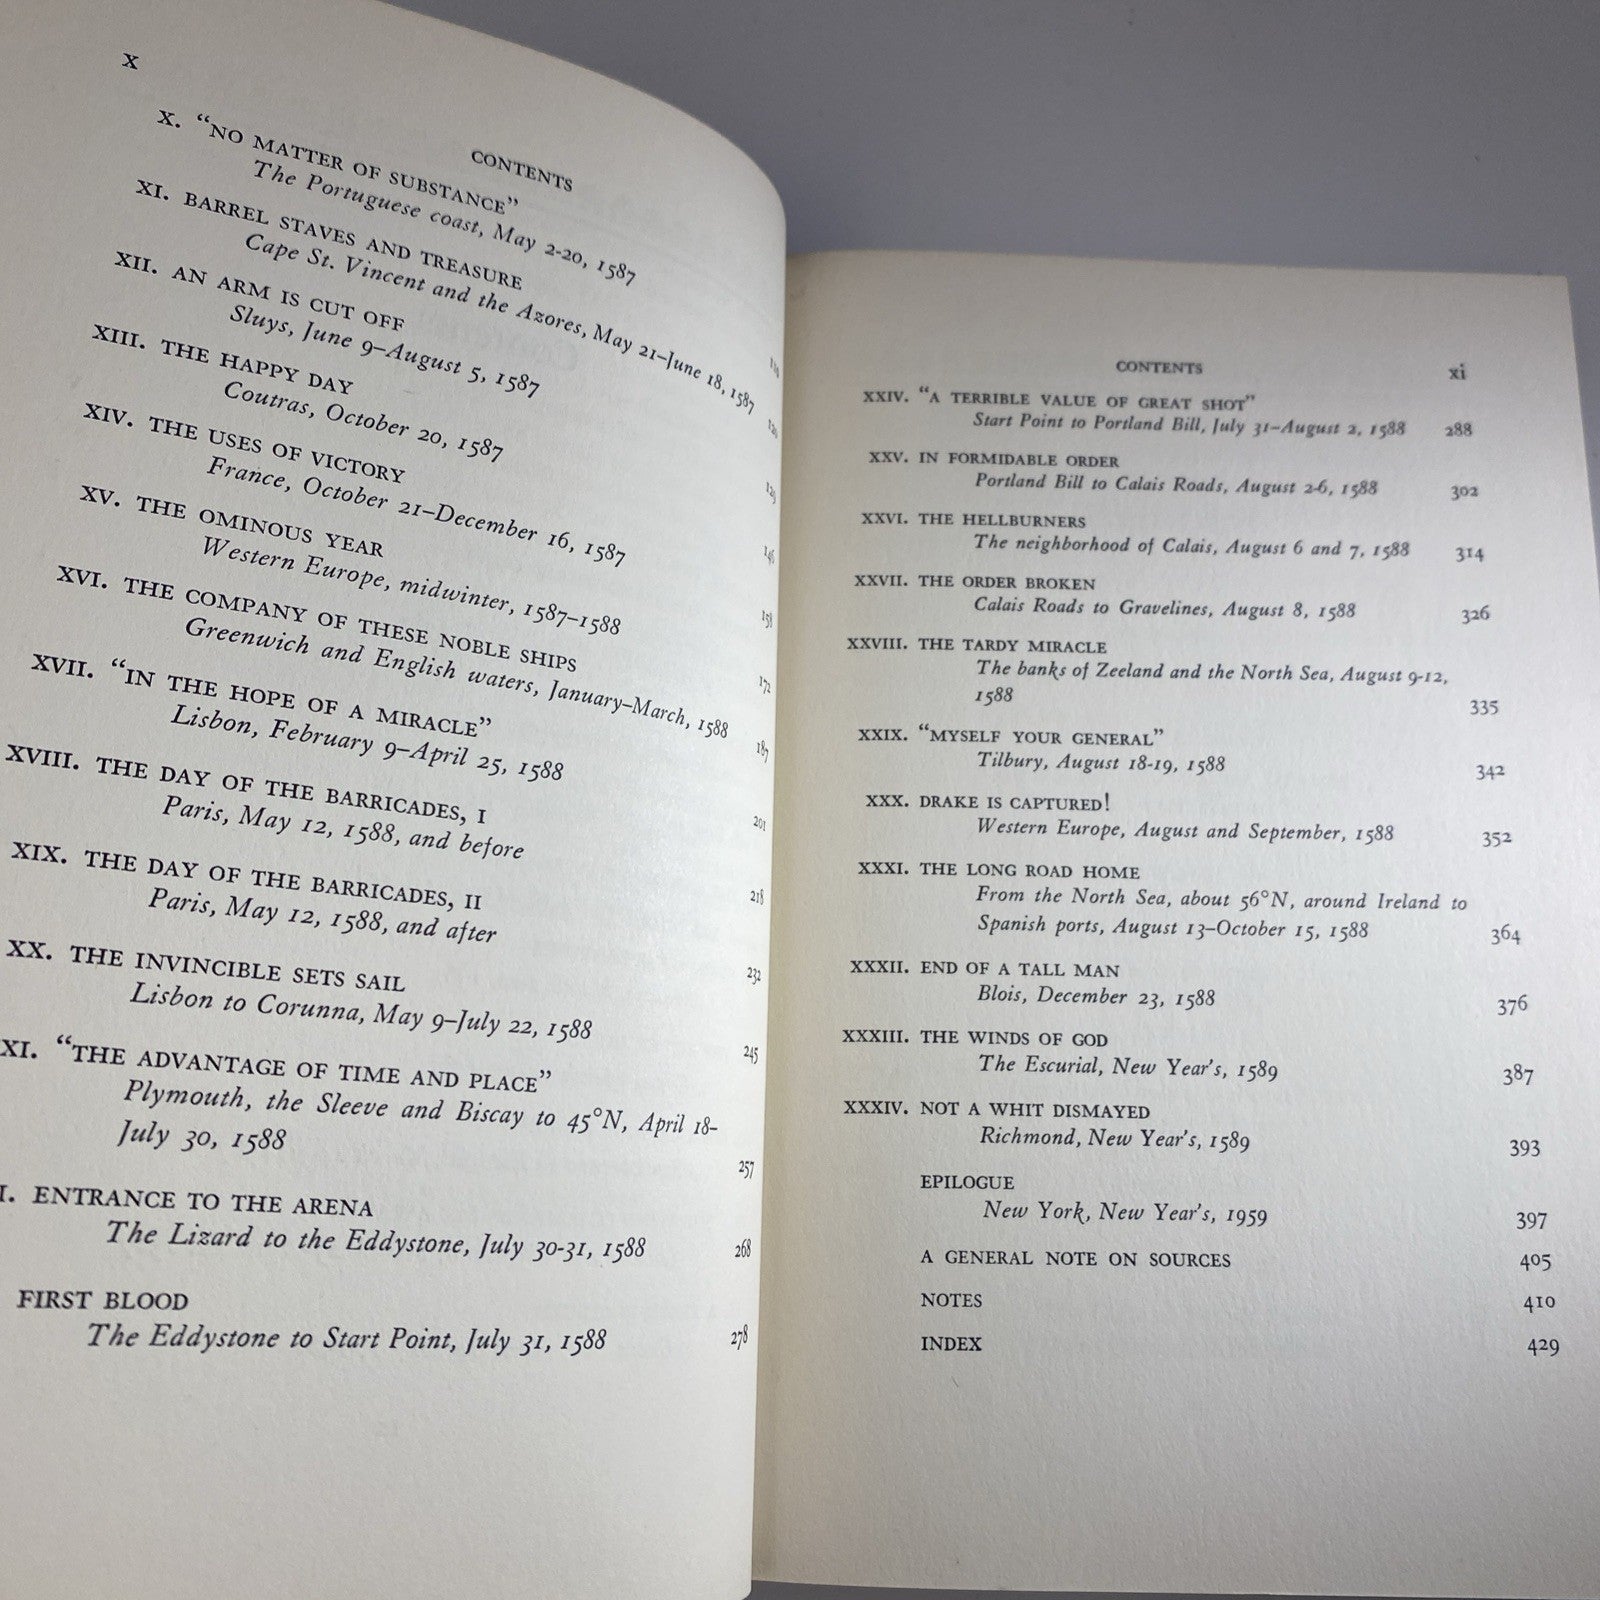 x
CONTENTS
X. "NO MATTER OF SUBSTANCE"
The Portuguese coast, May 2-20, 1587
XI. BARREL STAVES AND TREASURE
Cape St. Vincent and the Azores, May 21–June 18, 1587
XII. AN ARM IS CUT OFF
Sluys, June 9–August 5, 1587
XIII. THE HAPPY DAY
Coutras, October 20, 1587
XIV. THE USES OF VICTORY
France, October 21–December 16, 1587
146
XV. THE OMINOUS YEAR
Western Europe, midwinter, 1587–1588
158
XVI. THE COMPANY OF THESE NOBLE SHIPS
Greenwich and English waters, January–March, 1588
172
XVII. "IN THE HOPE OF A MIRACLE"
Lisbon, February 9–April 25, 1588
187
XVIII. THE DAY OF THE BARRICADES, I
Paris, May 12, 1588, and before
201
XIX. THE DAY OF THE BARRICADES, II
Paris, May 12, 1588, and after
218
XX. THE INVINCIBLE SETS SAIL
Lisbon to Corunna, May 9–July 22, 1588
232
XI. "THE ADVANTAGE OF TIME AND PLACE"
245
Plymouth, the Sleeve and Biscay to 45°N, April 18–
July 30, 1588
257
I. ENTRANCE TO THE ARENA
The Lizard to the Eddystone, July 30-31, 1588 268
FIRST BLOOD
The Eddystone to Start Point, July 31, 1588 278
CONTENTS xi
XXIV. "A TERRIBLE VALUE OF GREAT SHOT"
Start Point to Portland Bill, July 31–August 2, 1588 288
XXV. IN FORMIDABLE ORDER
Portland Bill to Calais Roads, August 2-6, 1588 302
XXVI. THE HELLBURNERS
The neighborhood of Calais, August 6 and 7, 1588 314
XXVII. THE ORDER BROKEN
Calais Roads to Gravelines, August 8, 1588 326
XXVIII. THE TARDY MIRACLE
The banks of Zeeland and the North Sea, August 9-12,
1588 335
XXIX. "MYSELF YOUR GENERAL"
Tilbury, August 18-19, 1588 342
XXX. DRAKE IS CAPTURED!
Western Europe, August and September, 1588 352
XXXI. THE LONG ROAD HOME
From the North Sea, about 56°N, around Ireland to
Spanish ports, August 13–October 15, 1588 364
XXXII. END OF A TALL MAN
Blois, December 23, 1588 376
XXXIII. THE WINDS OF GOD
The Escurial, New Year's, 1589 387
XXXIV. NOT A WHIT DISMAYED
Richmond, New Year's, 1589 393
EPILOGUE
New York, New Year's, 1959 397
A GENERAL NOTE ON SOURCES 405
NOTES 410
INDEX 429